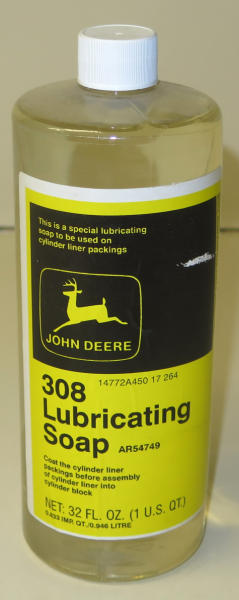 This is a special lubricating
soap to be used on
cylinder liner packings
JOHN DEERE
14772A450 17 264
308
Lubricating
Soap AR54749
Coat the cylinder liner
packings before assembly
of cylinder liner into
cylinder block
NET: 32 FL. OZ. (1 U.S. QT.)
0.833 IMP. QT./0.946 LITRE